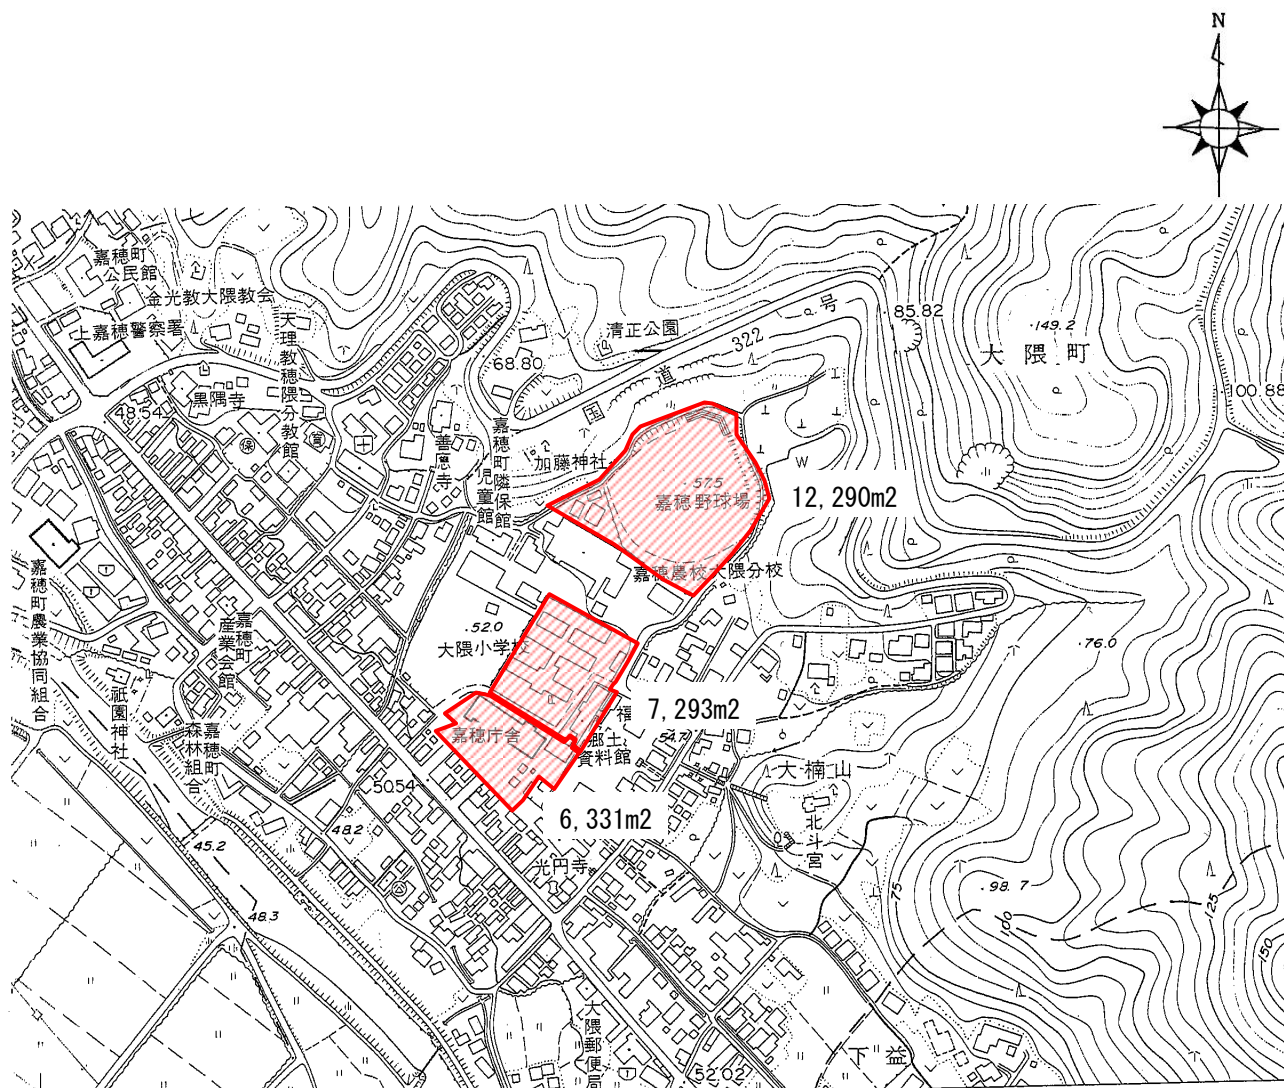 N
嘉穂町
公民館
金光教大隈教会
上嘉穂警察署
天理教穂隈分教館
黒隅寺
48.54
68.80
清正公園
国道322号
85.82
149.2
大隈町
100.88
善應寺
嘉穂町隣保館
児童館
加藤神社
57.5
嘉穂野球場
W
12,290m2
嘉穂農校大隈分校
保
育
嘉穂町農業協同組合
嘉穂町
産業会館
52.0
大隈小学校
76.0
祇園神社
嘉穂町
森林組合
嘉穂庁舎
福
7,293m2
54.7
郷土
資料館
大楠山
北斗宮
50.54
48.2
6,331m2
45.2
光円寺
98.7
75
100
125
150
48.3
大隈郵便局
下益
52.02